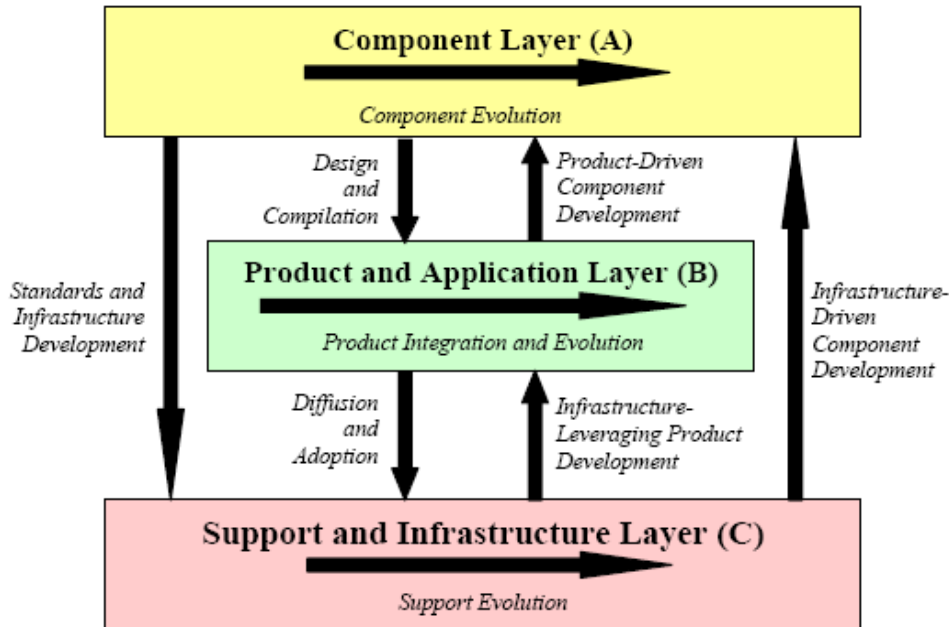 Component Layer (A)
Component Evolution
Design
and
Compilation
Product-Driven
Component
Development
Product and Application Layer (B)
Product Integration and Evolution
Standards and
Infrastructure
Development
Infrastructure-
Driven
Component
Development
Diffusion
and
Adoption
Infrastructure-
Leveraging Product
Development
Support and Infrastructure Layer (C)
Support Evolution